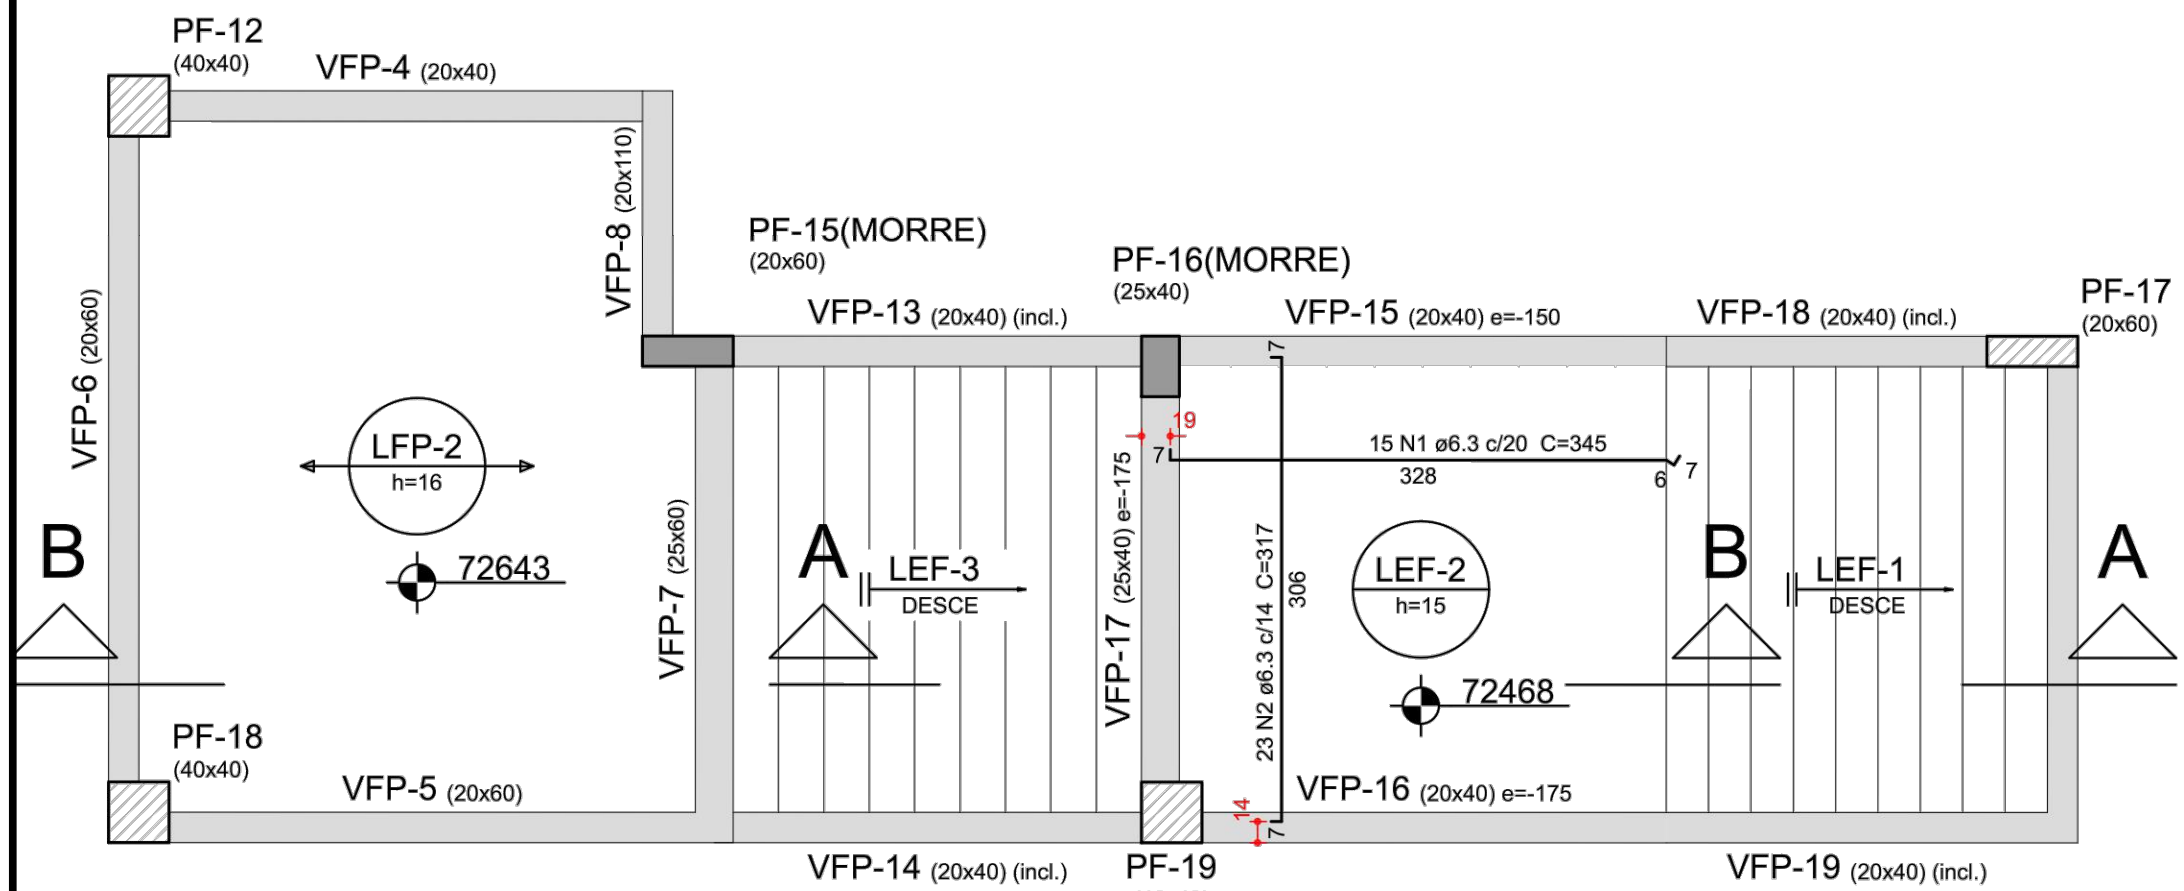 PF-12
(40x40)
VFP-4 (20x40)
VFP-8 (20x110)
PF-15(MORRE)
(20x60)
PF-16(MORRE)
(25x40)
PF-17
(20x60)
VFP-13 (20x40) (incl.)
VFP-15 (20x40) e=-150
VFP-18 (20x40) (incl.)
VFP-6 (20x60)
7
19
7
15 N1 ø6.3 c/20 C=345
328
6
7
LFP-2
h=16
72643
B
VFP-7 (25x60)
A
LEF-3
DESCE
VFP-17 (25x40) e=-175
23 N2 ø6.3 c/14 C=317
306
LEF-2
h=15
72468
B
LEF-1
DESCE
A
PF-18
(40x40)
VFP-5 (20x60)
VFP-16 (20x40) e=-175
14
7
VFP-14 (20x40) (incl.)
PF-19
VFP-19 (20x40) (incl.)